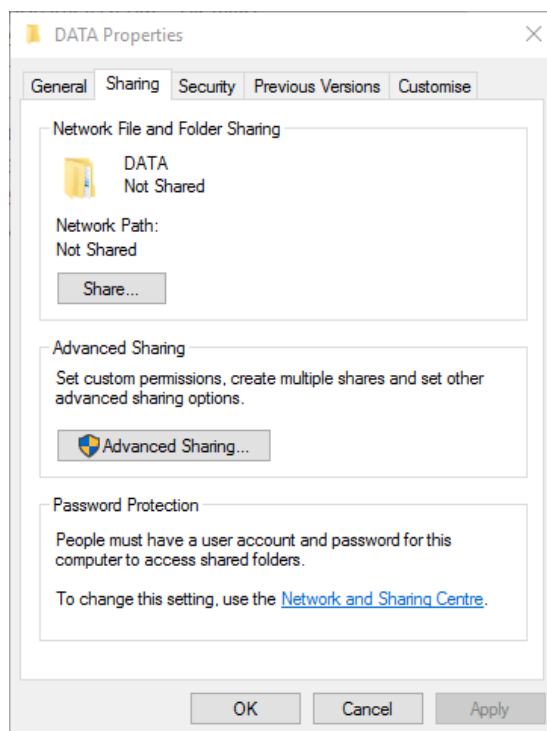 DATA Properties
General Sharing Security Previous Versions Customise
Network File and Folder Sharing
DATA
Not Shared
Network Path:
Not Shared
Share...
Advanced Sharing
Set custom permissions, create multiple shares and set other
advanced sharing options.
Advanced Sharing...
Password Protection
People must have a user account and password for this
computer to access shared folders.
To change this setting, use the Network and Sharing Centre.
OK Cancel Apply